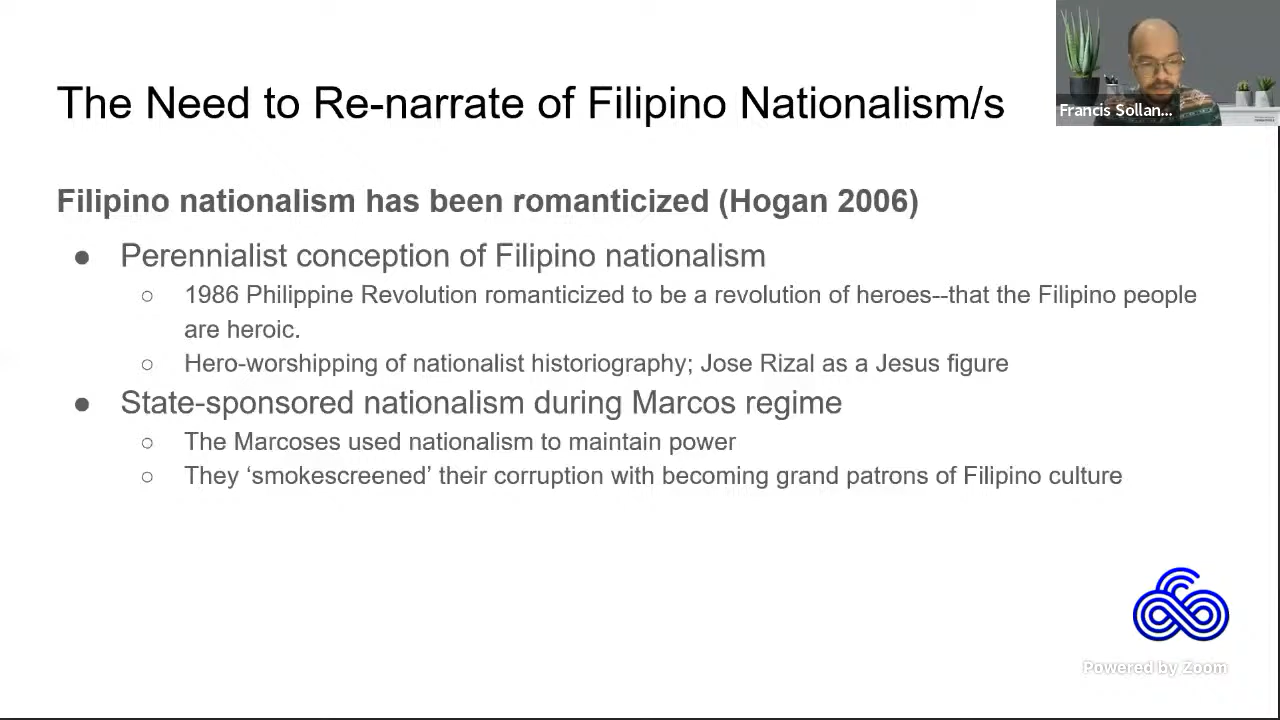 The Need to Re-narrate of Filipino Nationalism/s
Francis Sollan...
Filipino nationalism has been romanticized (Hogan 2006)
● Perennialist conception of Filipino nationalism
○ 1986 Philippine Revolution romanticized to be a revolution of heroes--that the Filipino people
are heroic.
○ Hero-worshipping of nationalist historiography; Jose Rizal as a Jesus figure
● State-sponsored nationalism during Marcos regime
○ The Marcoses used nationalism to maintain power
○ They ‘smokescreened’ their corruption with becoming grand patrons of Filipino culture
Powered by Zoom